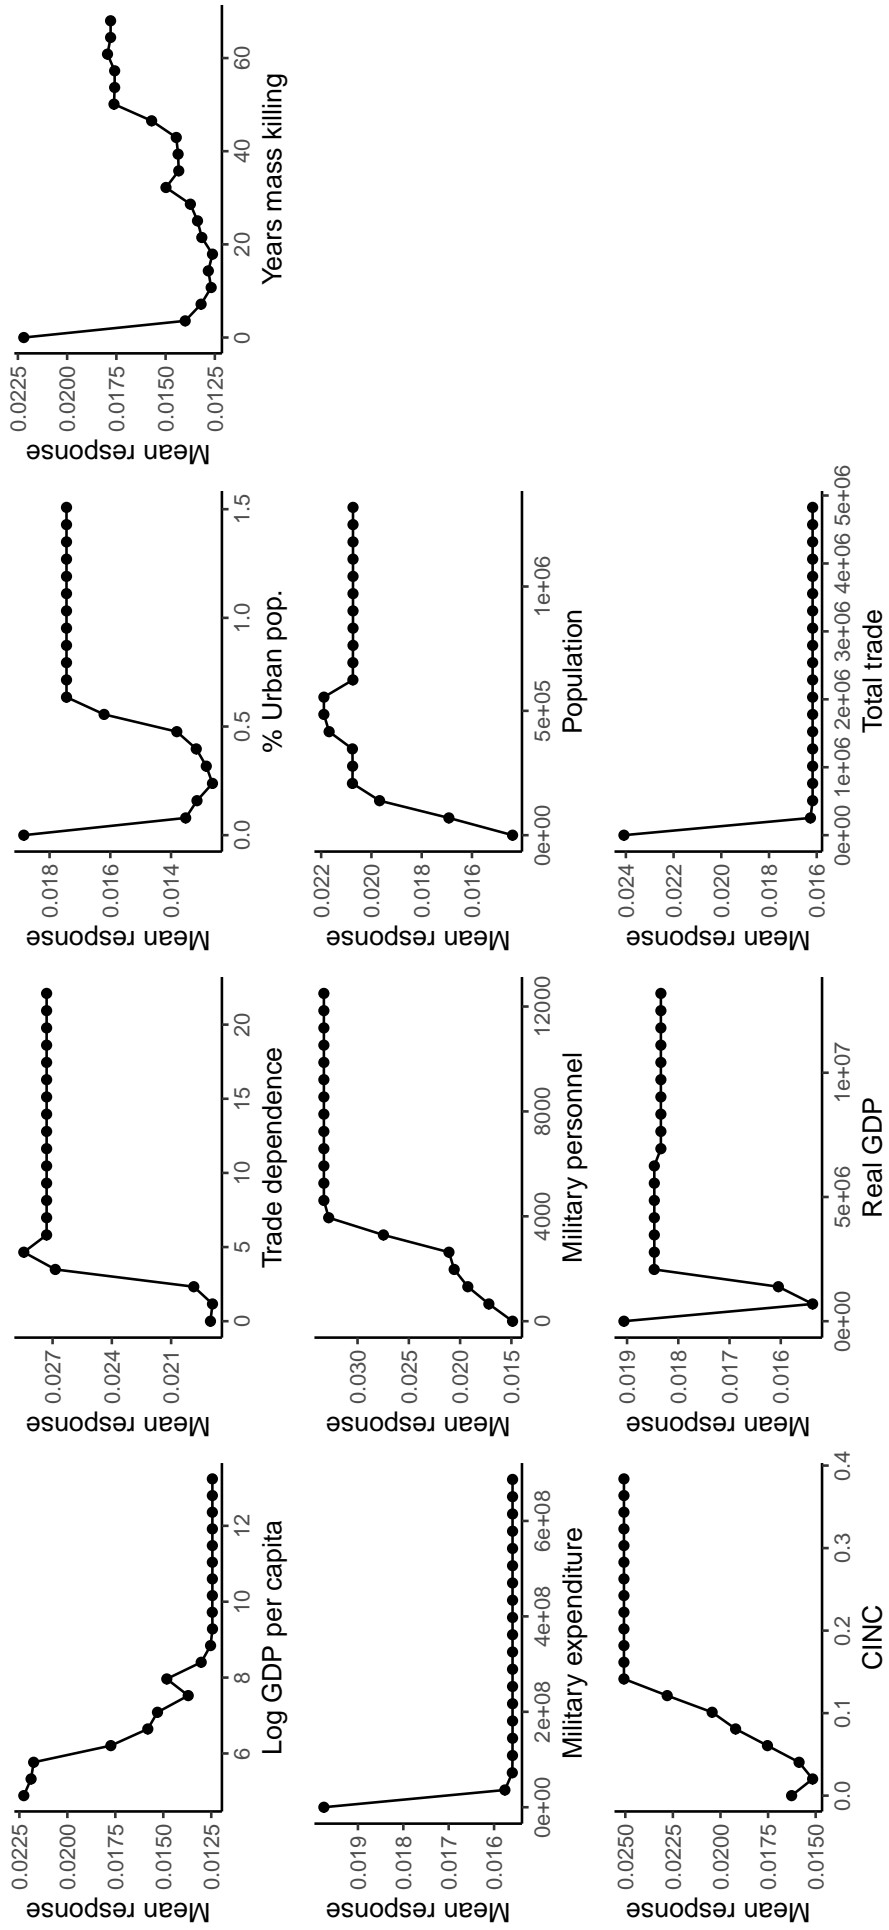 Mean response
0.0225
0.0200
0.0175
0.0150
0.0125
6 8 10 12
Log GDP per capita
Mean response
0.027
0.024
0.021
0 5 10 15 20
Trade dependence
Mean response
0.018
0.016
0.014
0.0 0.5 1.0 1.5
% Urban pop.
Mean response
0.0225
0.0200
0.0175
0.0150
0.0125
0 20 40 60
Years mass killing
Mean response
0.019
0.018
0.017
0.016
0e+00 2e+08 4e+08 6e+08
Military expenditure
Mean response
0.030
0.025
0.020
0.015
0 4000 8000 12000
Military personnel
Mean response
0.022
0.020
0.018
0.016
0e+00 5e+05 1e+06
Population
Mean response
0.0250
0.0225
0.0200
0.0175
0.0150
0.0 0.1 0.2 0.3 0.4
CINC
Mean response
0.019
0.018
0.017
0.016
0e+00 5e+06 1e+07
Real GDP
Mean response
0.024
0.022
0.020
0.018
0.016
0e+00 1e+06 2e+06 3e+06 4e+06 5e+06
Total trade